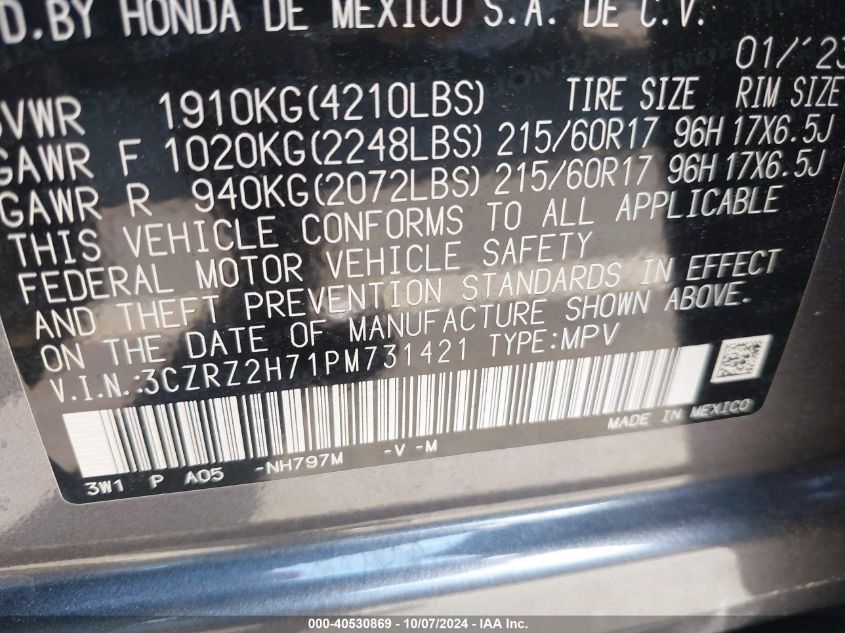 D.BY HONDA DE MEXICO S.A. DE C.V.
01/'23
GVWR 1910KG(4210LBS) TIRE SIZE RIM SIZE
GAWR F 1020KG(2248LBS) 215/60R17 96H 17X6.5J
GAWR R 940KG(2072LBS) 215/60R17 96H 17X6.5J
THIS VEHICLE CONFORMS TO ALL APPLICABLE
FEDERAL MOTOR VEHICLE SAFETY
AND THEFT PREVENTION STANDARDS IN EFFECT
ON THE DATE OF MANUFACTURE SHOWN ABOVE.
V.I.N.:3CZRZ2H71PM731421 TYPE:MPV
MADE IN MEXICO
3W1 P A05 -NH797M -V -M
000-40530869 - 10/07/2024 - IAA Inc.